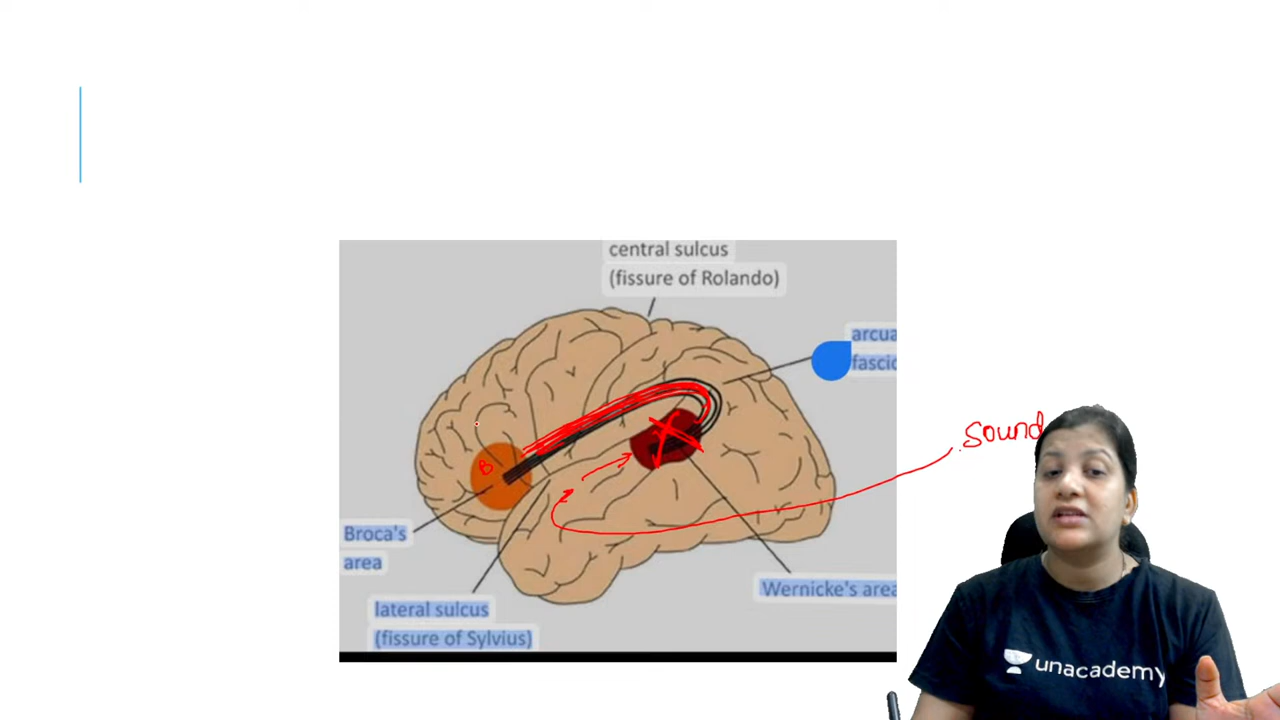 central sulcus
(fissure of Rolando)
arcua
fascic
sound
B
Broca's
area
Wernicke's area
lateral sulcus
(fissure of Sylvius)
unacademy